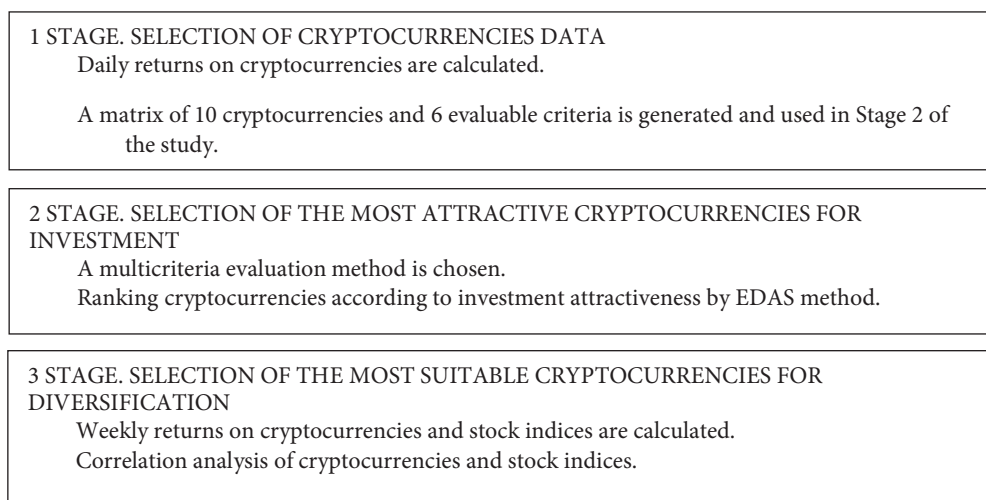 1 STAGE. SELECTION OF CRYPTOCURRENCIES DATA
Daily returns on cryptocurrencies are calculated.
A matrix of 10 cryptocurrencies and 6 evaluable criteria is generated and used in Stage 2 of
the study.
2 STAGE. SELECTION OF THE MOST ATTRACTIVE CRYPTOCURRENCIES FOR
INVESTMENT
A multicriteria evaluation method is chosen.
Ranking cryptocurrencies according to investment attractiveness by EDAS method.
3 STAGE. SELECTION OF THE MOST SUITABLE CRYPTOCURRENCIES FOR
DIVERSIFICATION
Weekly returns on cryptocurrencies and stock indices are calculated.
Correlation analysis of cryptocurrencies and stock indices.